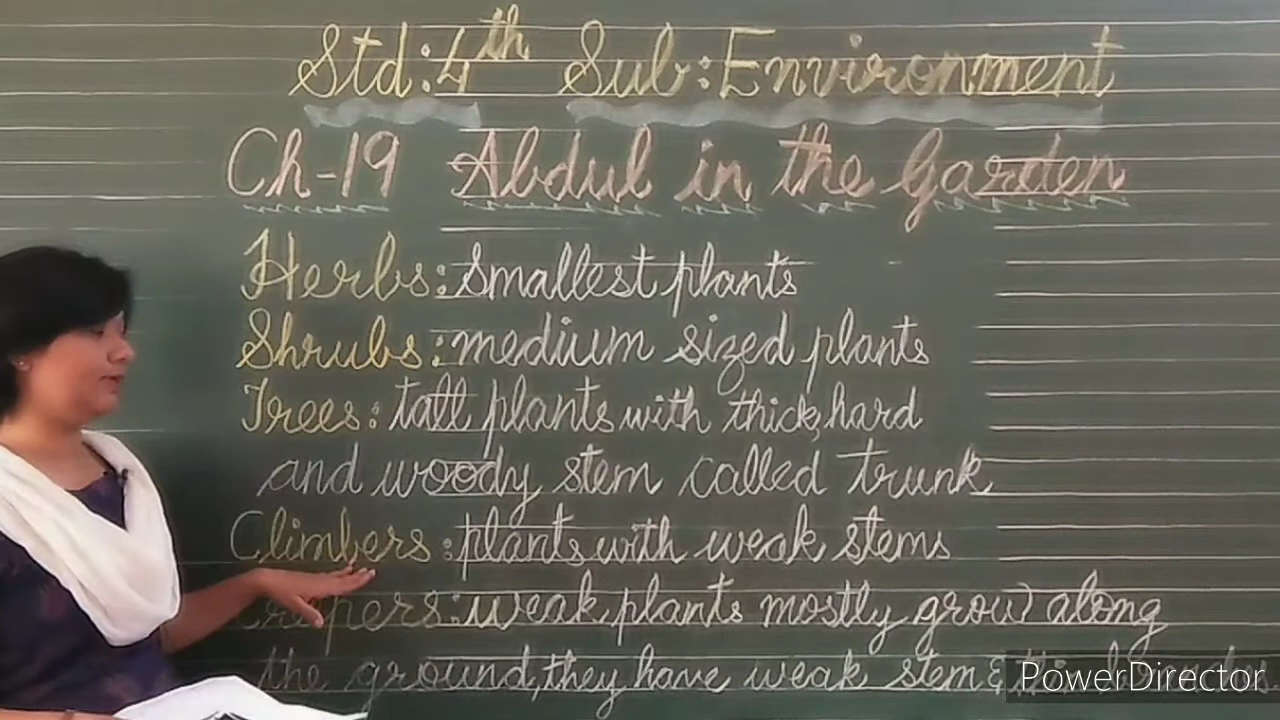 Std:4th Sub:Environment
Ch-19 Abdul in the Garden
Herbs: Smallest plants
Shrubs: medium sized plants
Trees: tall plants with thick, hard
and woody stem called trunk
Climbers: plants with weak stems
weak plants mostly grow along
the ground, they have weak stem &
PowerDirector